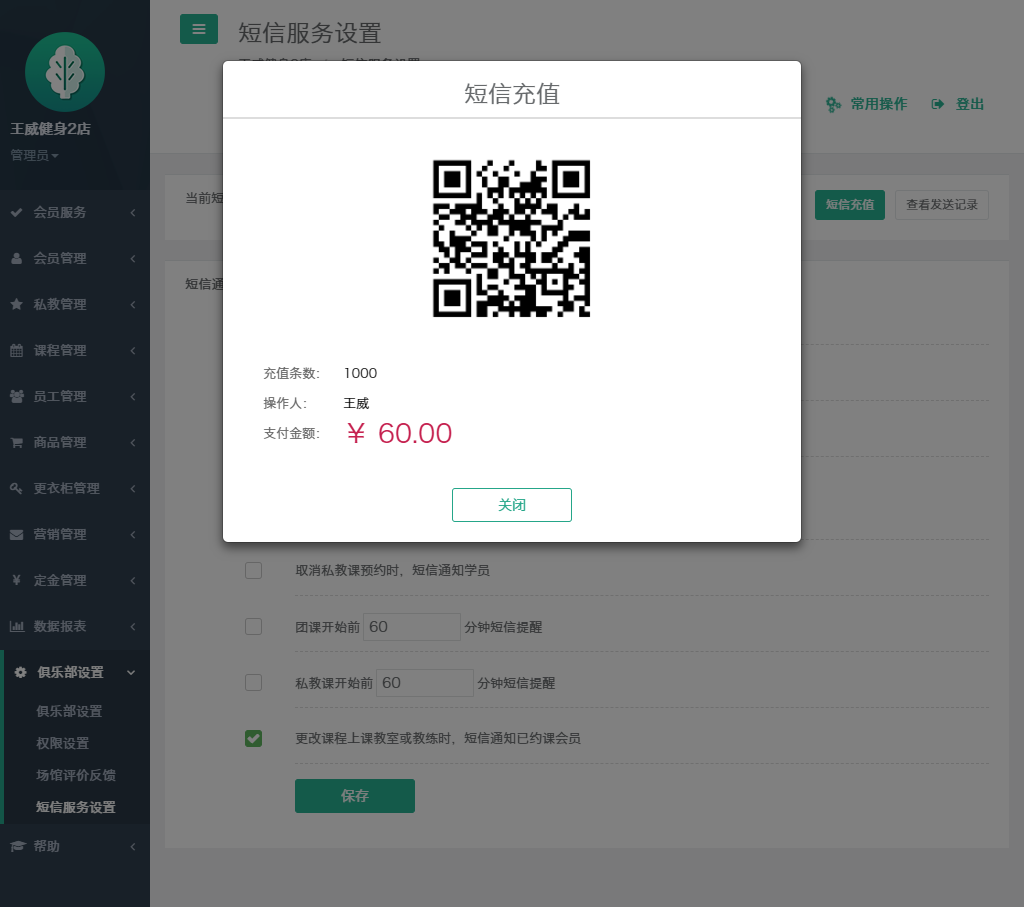 短信服务设置
王威健身2店
管理员
常用操作
登出
会员服务
会员管理
私教管理
课程管理
员工管理
商品管理
更衣柜管理
营销管理
定金管理
数据报表
俱乐部设置
俱乐部设置
权限设置
场馆评价反馈
短信服务设置
帮助
当前短
短信充值
查看发送记录
短信通
短信充值
充值条数： 1000
操作人： 王威
支付金额： ￥ 60.00
关闭
取消私教课预约时，短信通知学员
团课开始前 60 分钟短信提醒
私教课开始前 60 分钟短信提醒
更改课程上课教室或教练时，短信通知已约课会员
保存